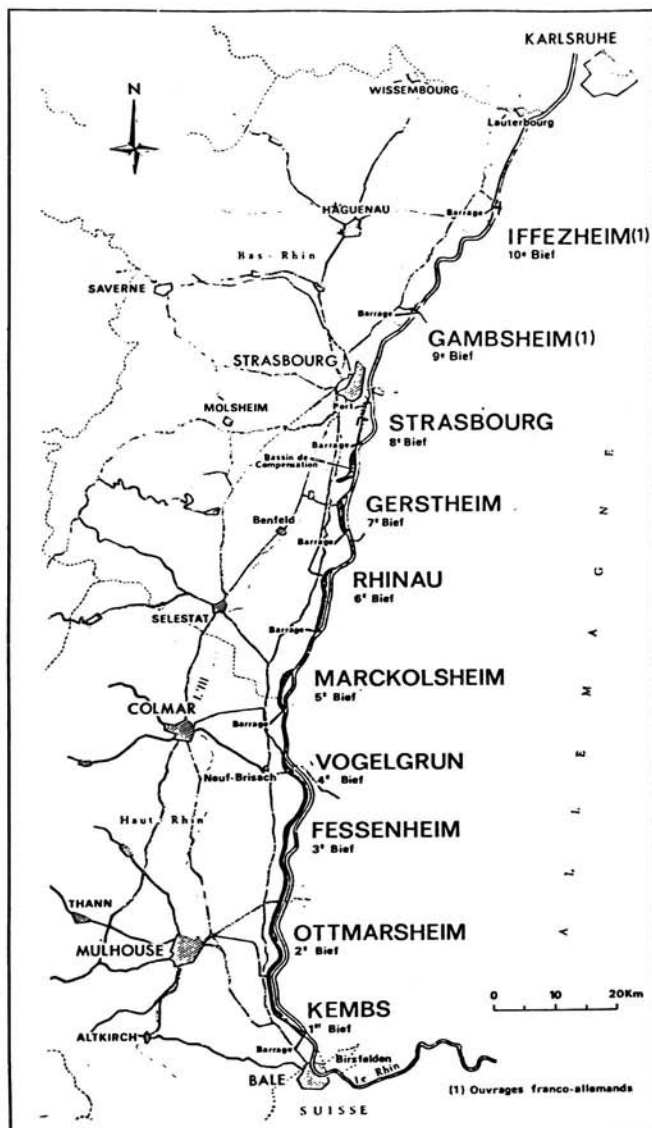 KARLSRUHE
WISSEMBOURG
N
Lauterbourg
HAGUENAU
Barrage
IFFEZHEIM(1)
10e Bief
Bas-Rhin
SAVERNE
Barrage
GAMBSHEIM(1)
9e Bief
STRASBOURG
MOLSHEIM
Port
STRASBOURG
8e Bief
Barrage
Bassin de
Compensation
GERSTHEIM
7e Bief
Benfeld
Barrage
RHINAU
6e Bief
SELESTAT
Barrage
MARCKOLSHEIM
5e Bief
COLMAR
Barrage
VOGELGRUN
4e Bief
Neuf-Brisach
Haut-Rhin
FESSENHEIM
3e Bief
THANN
OTTMARSHEIM
2e Bief
MULHOUSE
ALLEMAGNE
KEMBS
1er Bief
0 10 20Km
ALTKIRCH
Barrage
Birsfelden
BALE
Le Rhin
(1) Ouvrages franco-allemands
SUISSE